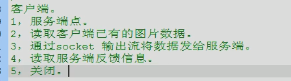 客户端。
1，服务端点。
2，读取客户端已有的图片数据。
3，通过socket 输出流将数据发给服务端。
4，读取服务端反馈信息。
5，关闭。